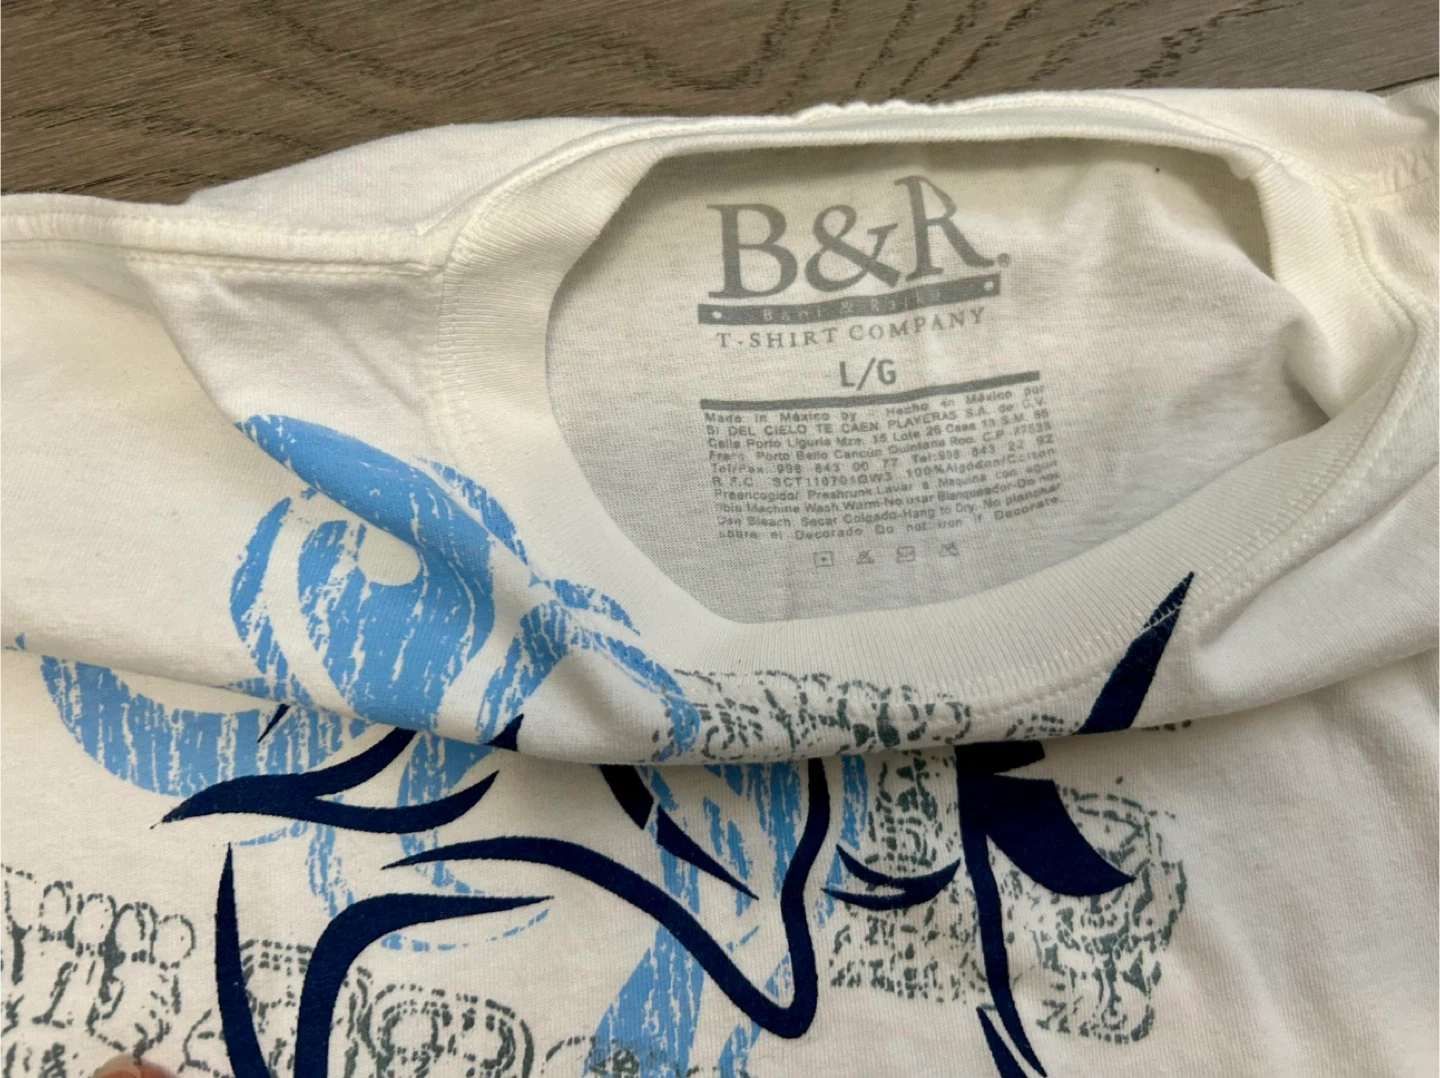 B&R®
T-SHIRT COMPANY
L/G
Made in México by - Hecho en México por
SI DEL CIELO TE CAEN PLAYERAS S.A. de C.V.
Calle Porto Liguria Mza. 15 Lote 26 Casa 13 S.M. 95
Fracc. Porto Bello Cancún Quintana Roo. C.P. 77538
Tel/Fax 998 843 00 77 Tel:998 843 22 92
R.F.C. SCT110701GW3 100%Algodón/Cotton
Preencogido/ Preshrunk Lavar a Maquina con agua
tibia Machine Wash Warm-No usar Blanqueador-Do not
Use Bleach. Secar Colgado-Hang to Dry. No planchar
sobre el Decorado Do not iron if Decorate